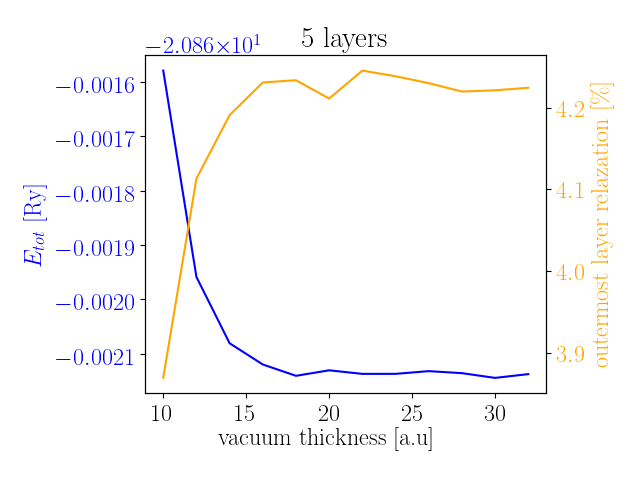 5 layers
−2.086×10¹
−0.0016
−0.0017
−0.0018
−0.0019
−0.0020
−0.0021
E_tot [Ry]
4.2
4.1
4.0
3.9
outermost layer relazation [%]
10 15 20 25 30
vacuum thickness [a.u]